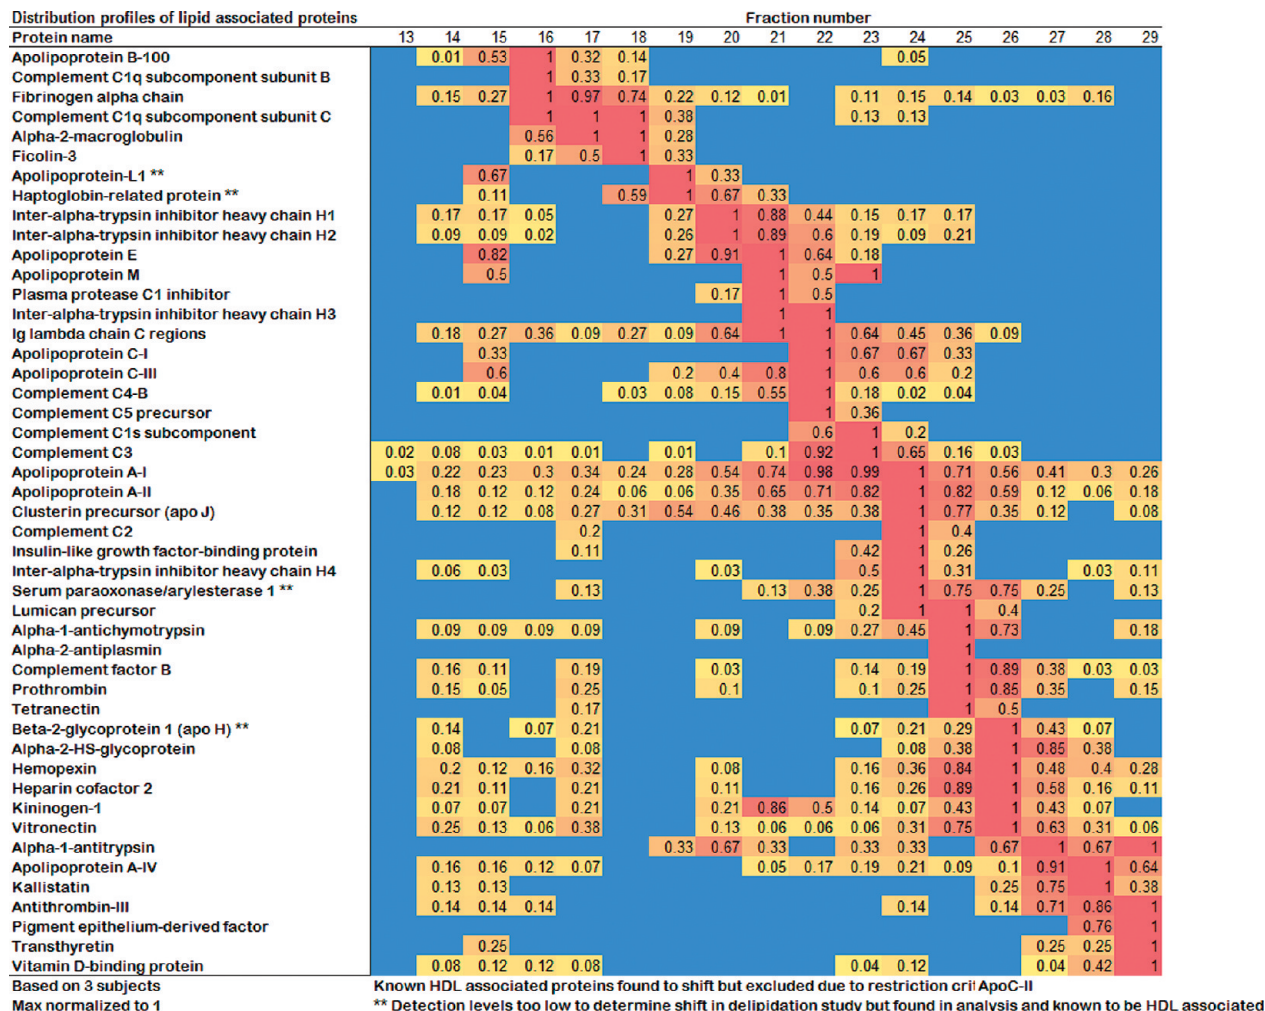 Distribution profiles of lipid associated proteins Fraction number
Protein name 13 14 15 16 17 18 19 20 21 22 23 24 25 26 27 28 29
Apolipoprotein B-100 0.01 0.53 1 0.32 0.14 0.05
Complement C1q subcomponent subunit B 1 0.33 0.17
Fibrinogen alpha chain 0.15 0.27 1 0.97 0.74 0.22 0.12 0.01 0.11 0.15 0.14 0.03 0.03 0.16
Complement C1q subcomponent subunit C 1 1 1 0.38 0.13 0.13
Alpha-2-macroglobulin 0.56 1 1 0.28
Ficolin-3 0.17 0.5 1 0.33
Apolipoprotein-L1 ** 0.67 1 0.33
Haptoglobin-related protein ** 0.11 0.59 1 0.67 0.33
Inter-alpha-trypsin inhibitor heavy chain H1 0.17 0.17 0.05 0.27 1 0.88 0.44 0.15 0.17 0.17
Inter-alpha-trypsin inhibitor heavy chain H2 0.09 0.09 0.02 0.26 1 0.89 0.6 0.19 0.09 0.21
Apolipoprotein E 0.82 0.27 0.91 1 0.64 0.18
Apolipoprotein M 0.5 1 0.5 1
Plasma protease C1 inhibitor 0.17 1 0.5
Inter-alpha-trypsin inhibitor heavy chain H3 1 1
Ig lambda chain C regions 0.18 0.27 0.36 0.09 0.27 0.09 0.64 1 1 0.64 0.45 0.36 0.09
Apolipoprotein C-I 0.33 1 0.67 0.67 0.33
Apolipoprotein C-III 0.6 0.2 0.4 0.8 1 0.6 0.6 0.2
Complement C4-B 0.01 0.04 0.03 0.08 0.15 0.55 1 0.18 0.02 0.04
Complement C5 precursor 1 0.36
Complement C1s subcomponent 0.6 1 0.2
Complement C3 0.02 0.08 0.03 0.01 0.01 0.01 0.1 0.92 1 0.65 0.16 0.03
Apolipoprotein A-I 0.03 0.22 0.23 0.3 0.34 0.24 0.28 0.54 0.74 0.98 0.99 1 0.71 0.56 0.41 0.3 0.26
Apolipoprotein A-II 0.18 0.12 0.12 0.24 0.06 0.06 0.35 0.65 0.71 0.82 1 0.82 0.59 0.12 0.06 0.18
Clusterin precursor (apo J) 0.12 0.12 0.08 0.27 0.31 0.54 0.46 0.38 0.35 0.38 1 0.77 0.35 0.12 0.08
Complement C2 0.2 1 0.4
Insulin-like growth factor-binding protein 0.11 0.42 1 0.26
Inter-alpha-trypsin inhibitor heavy chain H4 0.06 0.03 0.03 0.5 1 0.31 0.03 0.11
Serum paraoxonase/arylesterase 1 ** 0.13 0.13 0.38 0.25 1 0.75 0.75 0.25 0.13
Lumican precursor 0.2 1 1 0.4
Alpha-1-antichymotrypsin 0.09 0.09 0.09 0.09 0.09 0.09 0.27 0.45 1 0.73 0.18
Alpha-2-antiplasmin 1
Complement factor B 0.16 0.11 0.19 0.03 0.14 0.19 1 0.89 0.38 0.03 0.03
Prothrombin 0.15 0.05 0.25 0.1 0.1 0.25 1 0.85 0.35 0.15
Tetranectin 0.17 1 0.5
Beta-2-glycoprotein 1 (apo H) ** 0.14 0.07 0.21 0.07 0.21 0.29 1 0.43 0.07
Alpha-2-HS-glycoprotein 0.08 0.08 0.08 0.38 1 0.85 0.38
Hemopexin 0.2 0.12 0.16 0.32 0.08 0.16 0.36 0.84 1 0.48 0.4 0.28
Heparin cofactor 2 0.21 0.11 0.21 0.11 0.16 0.26 0.89 1 0.58 0.16 0.11
Kininogen-1 0.07 0.07 0.21 0.21 0.86 0.5 0.14 0.07 0.43 1 0.43 0.07
Vitronectin 0.25 0.13 0.06 0.38 0.13 0.06 0.06 0.06 0.31 0.75 1 0.63 0.31 0.06
Alpha-1-antitrypsin 0.33 0.67 0.33 0.33 0.33 0.67 1 0.67 1
Apolipoprotein A-IV 0.16 0.16 0.12 0.07 0.05 0.17 0.19 0.21 0.09 0.1 0.91 1 0.64
Kallistatin 0.13 0.13 0.25 0.75 1 0.38
Antithrombin-III 0.14 0.14 0.14 0.14 0.14 0.71 0.86 1
Pigment epithelium-derived factor 0.76 1
Transthyretin 0.25 0.25 0.25 1
Vitamin D-binding protein 0.08 0.12 0.12 0.08 0.04 0.12 0.04 0.42 1
Based on 3 subjects Known HDL associated proteins found to shift but excluded due to restriction crit ApoC-II
Max normalized to 1 ** Detection levels too low to determine shift in delipidation study but found in analysis and known to be HDL associated